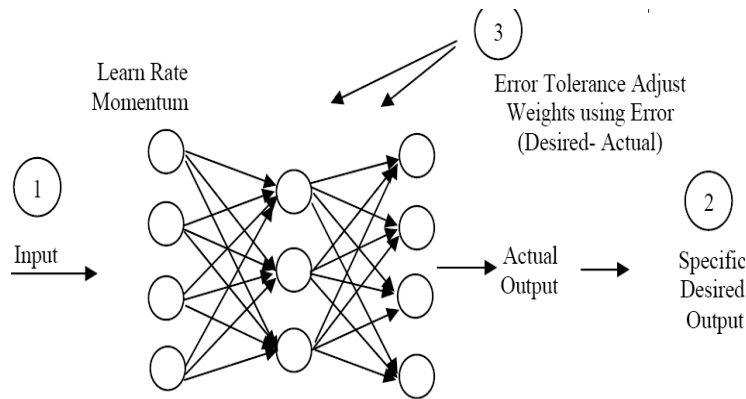 3
Learn Rate
Momentum
Error Tolerance Adjust
Weights using Error
(Desired- Actual)
1
Input
Actual
Output
2
Specific
Desired
Output